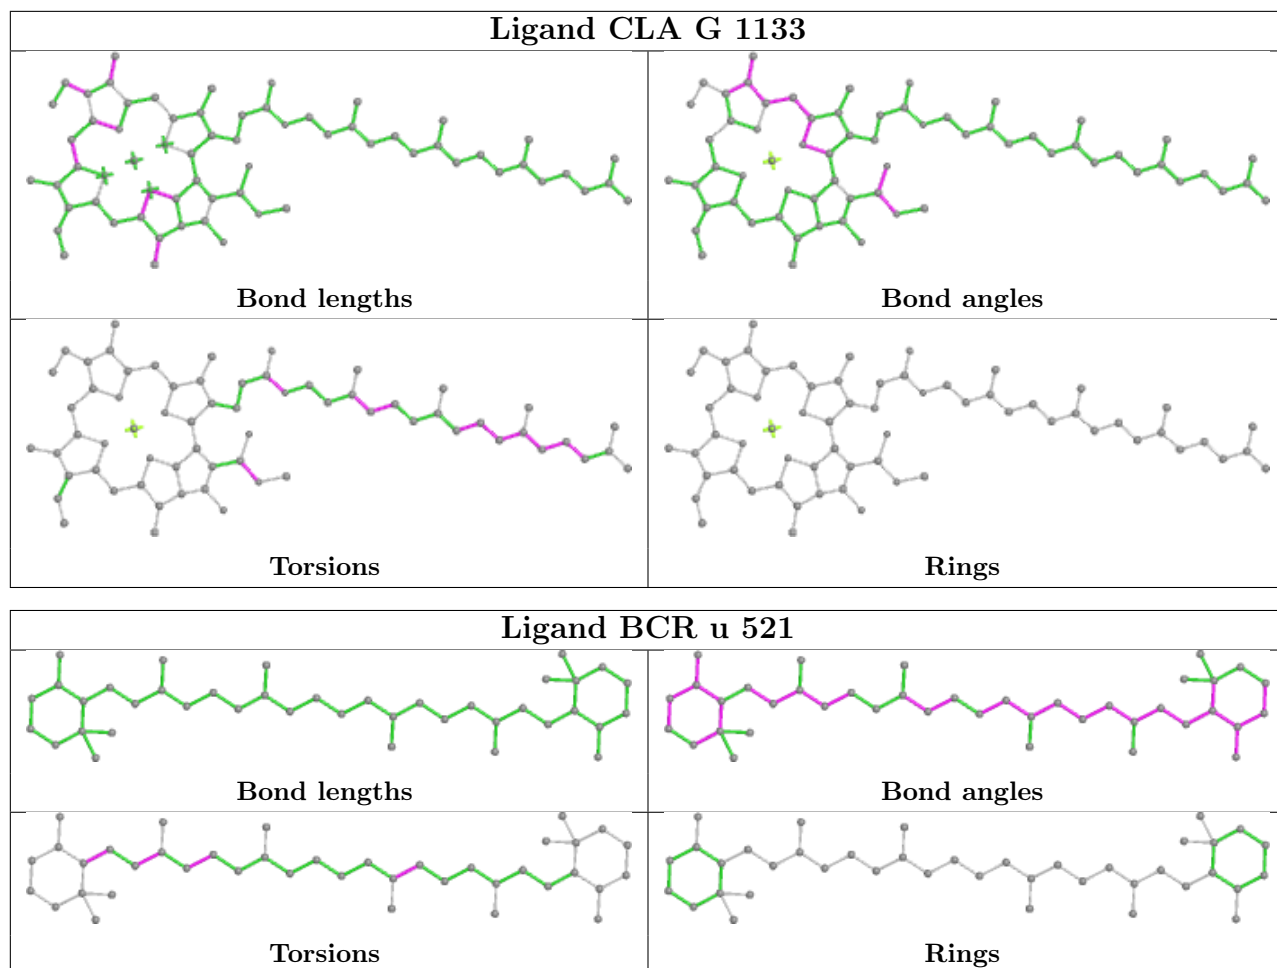 Ligand CLA G 1133
Bond lengths
Bond angles
Torsions
Rings
Ligand BCR u 521
Bond lengths
Bond angles
Torsions
Rings